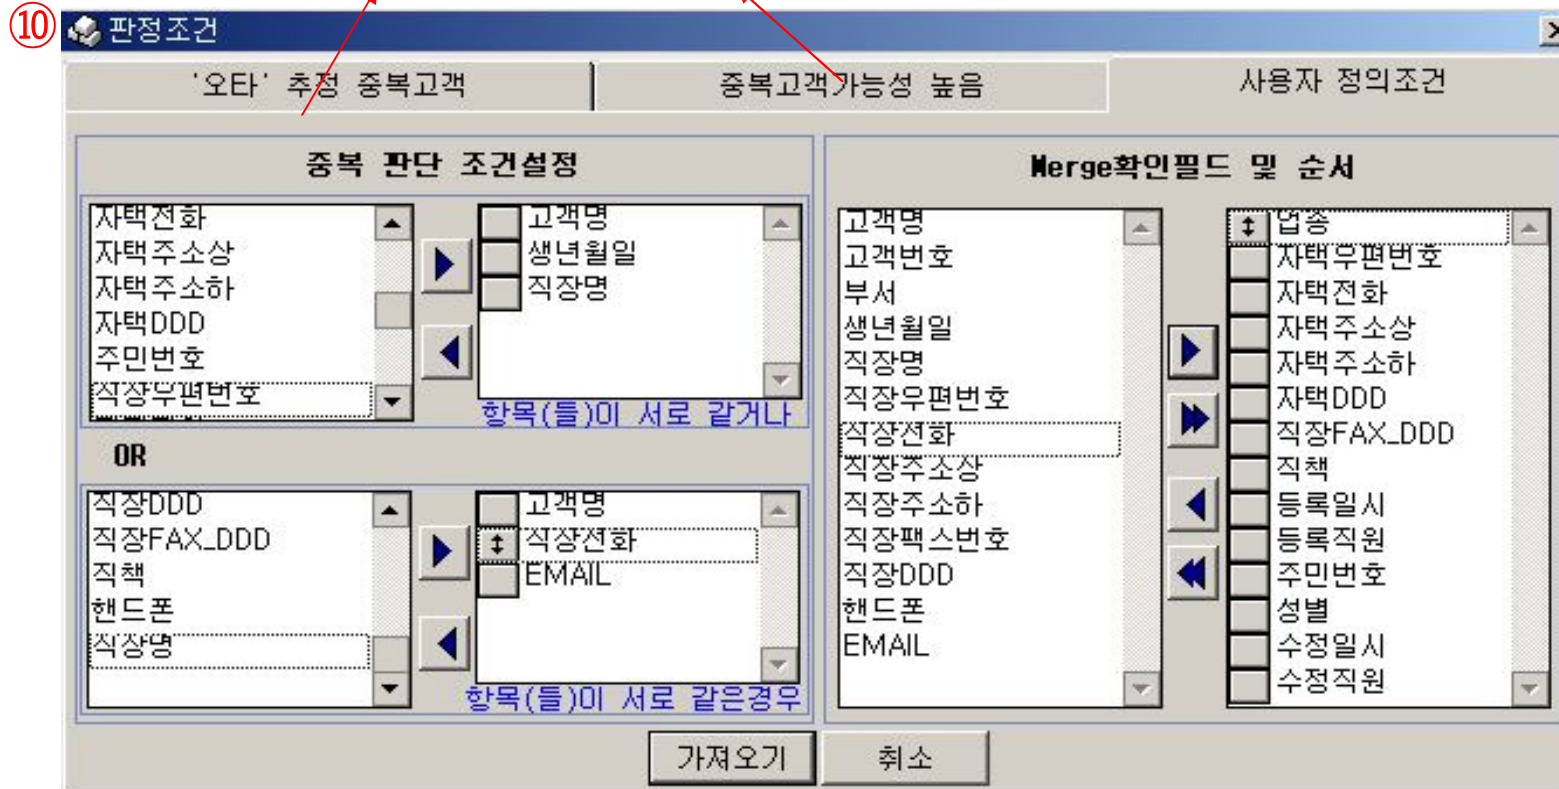 ⑩
판정조건
'오타' 추정 중복고객
중복고객가능성 높음
사용자 정의조건
중복 판단 조건설정
자택전화
자택주소상
자택주소하
자택DDD
주민번호
직장우편번호
고객명
생년월일
직장명
항목(들)이 서로 같거나
OR
직장DDD
직장FAX_DDD
직책
핸드폰
직장명
고객명
직장전화
EMAIL
항목(들)이 서로 같은경우
Merge확인필드 및 순서
고객명
고객번호
부서
생년월일
직장명
직장우편번호
직장전화
직장주소상
직장주소하
직장팩스번호
직장DDD
핸드폰
EMAIL
업종
자택우편번호
자택전화
자택주소상
자택주소하
자택DDD
직장FAX_DDD
직책
등록일시
등록직원
주민번호
성별
수정일시
수정직원
가져오기
취소